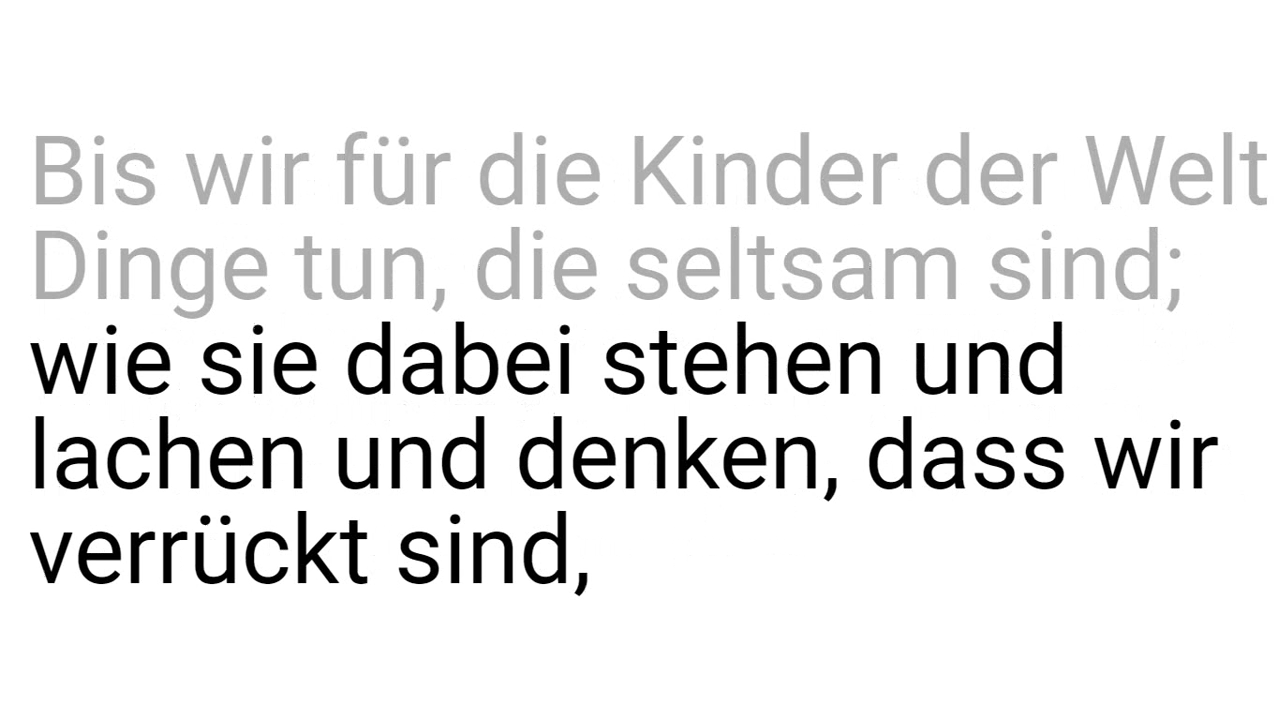 Bis wir für die Kinder der Welt
Dinge tun, die seltsam sind;
wie sie dabei stehen und
lachen und denken, dass wir
verrückt sind,